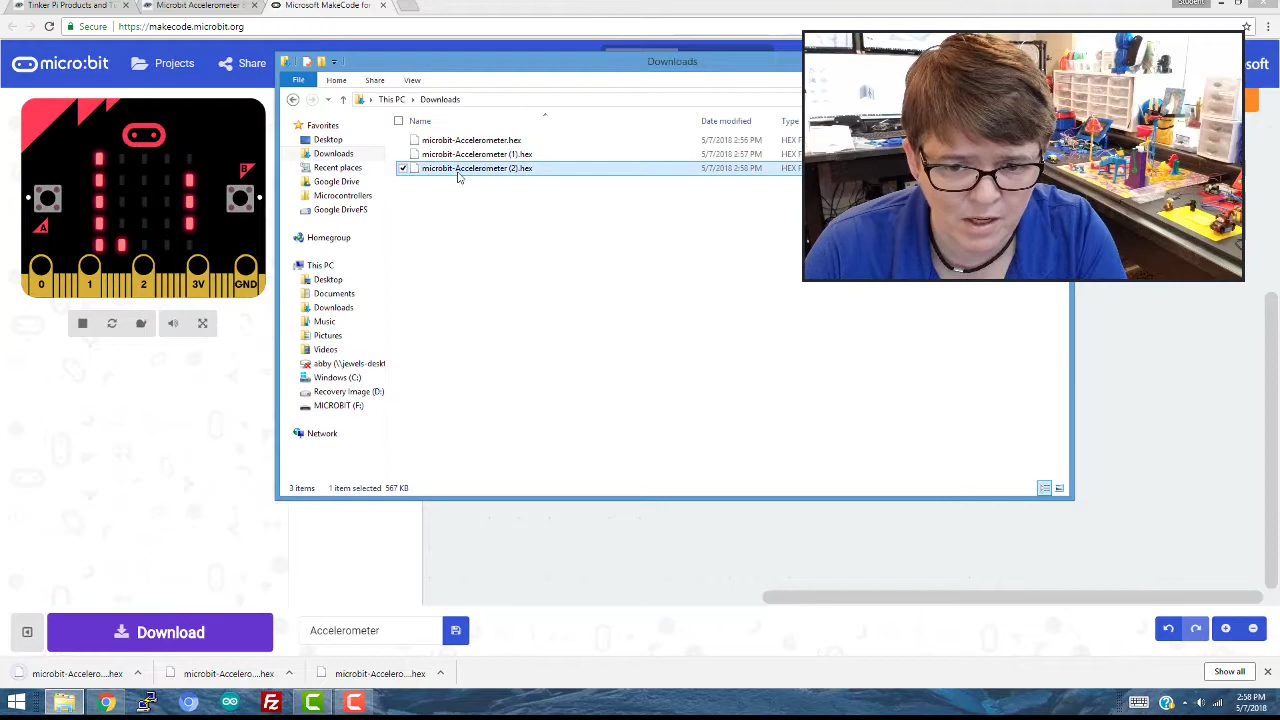 Tinker Pi Products and Tu
Microbit Accelerometer
Microsoft MakeCode for
Student
Secure
https://makecode.microbit.org
micro:bit
Projects
Share
Downloads
soft
File
Home
Share
View
This PC
Downloads
Name
Date modified
Type
Favorites
Desktop
Downloads
Recent places
Google Drive
Microcontrollers
Google DriveFS
Homegroup
This PC
Desktop
Documents
Downloads
Music
Pictures
Videos
abby (\\jewels-deskt
Windows (C:)
Recovery Image (D:)
MICROBIT (F:)
Network
microbit-Accelerometer.hex
5/7/2018 2:56 PM
HEX F
microbit-Accelerometer (1).hex
5/7/2018 2:57 PM
HEX F
microbit-Accelerometer (2).hex
5/7/2018 2:58 PM
HEX F
A
B
0
1
2
3V
GND
3 items
1 item selected 567 KB
Download
Accelerometer
microbit-Accelero....hex
microbit-Accelero....hex
microbit-Accelero....hex
Show all
2:58 PM
5/7/2018